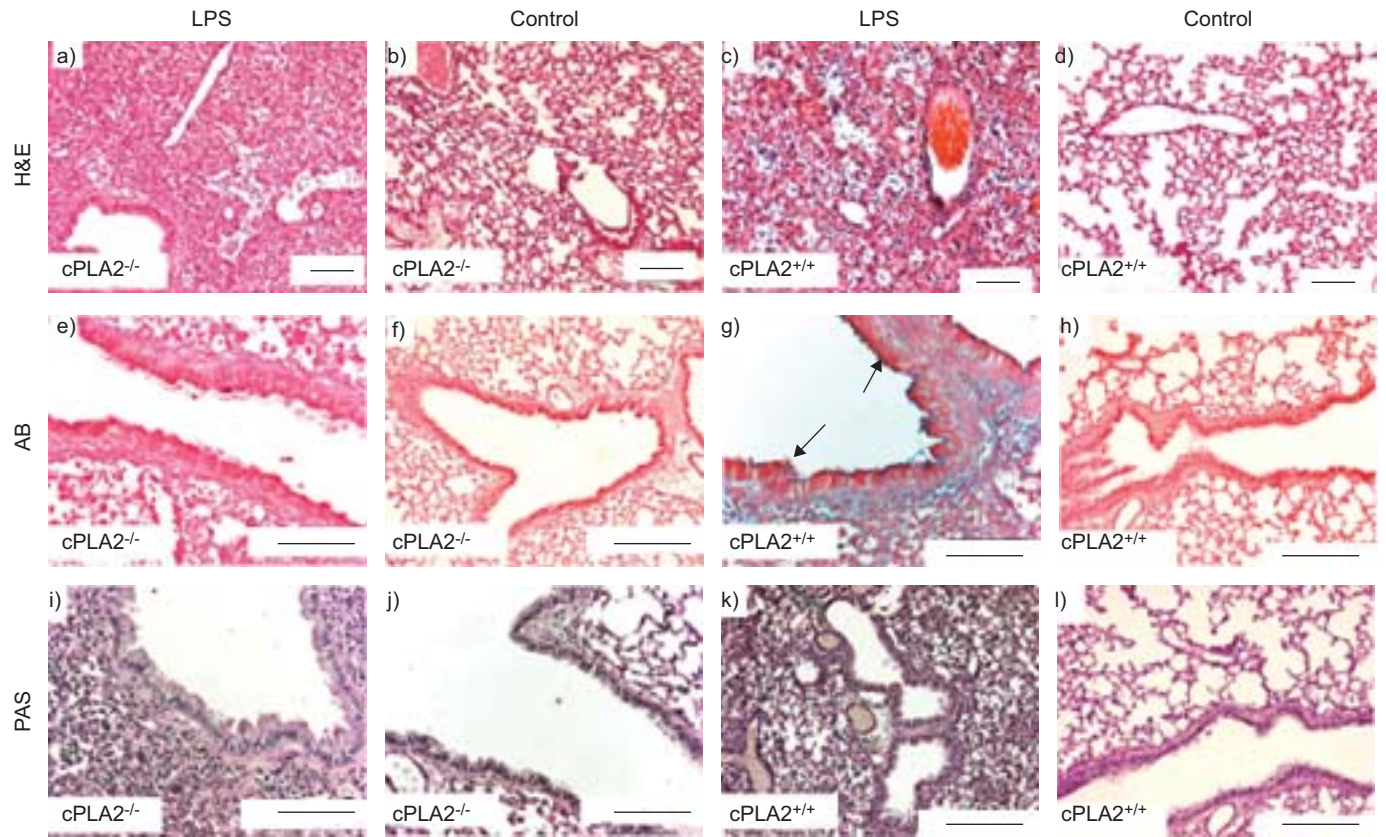 LPS Control LPS Control
H&E
a) b) c) d)
cPLA2-/- cPLA2-/- cPLA2+/+ cPLA2+/+
AB
e) f) g) h)
cPLA2-/- cPLA2-/- cPLA2+/+ cPLA2+/+
PAS
i) j) k) l)
cPLA2-/- cPLA2-/- cPLA2+/+ cPLA2+/+